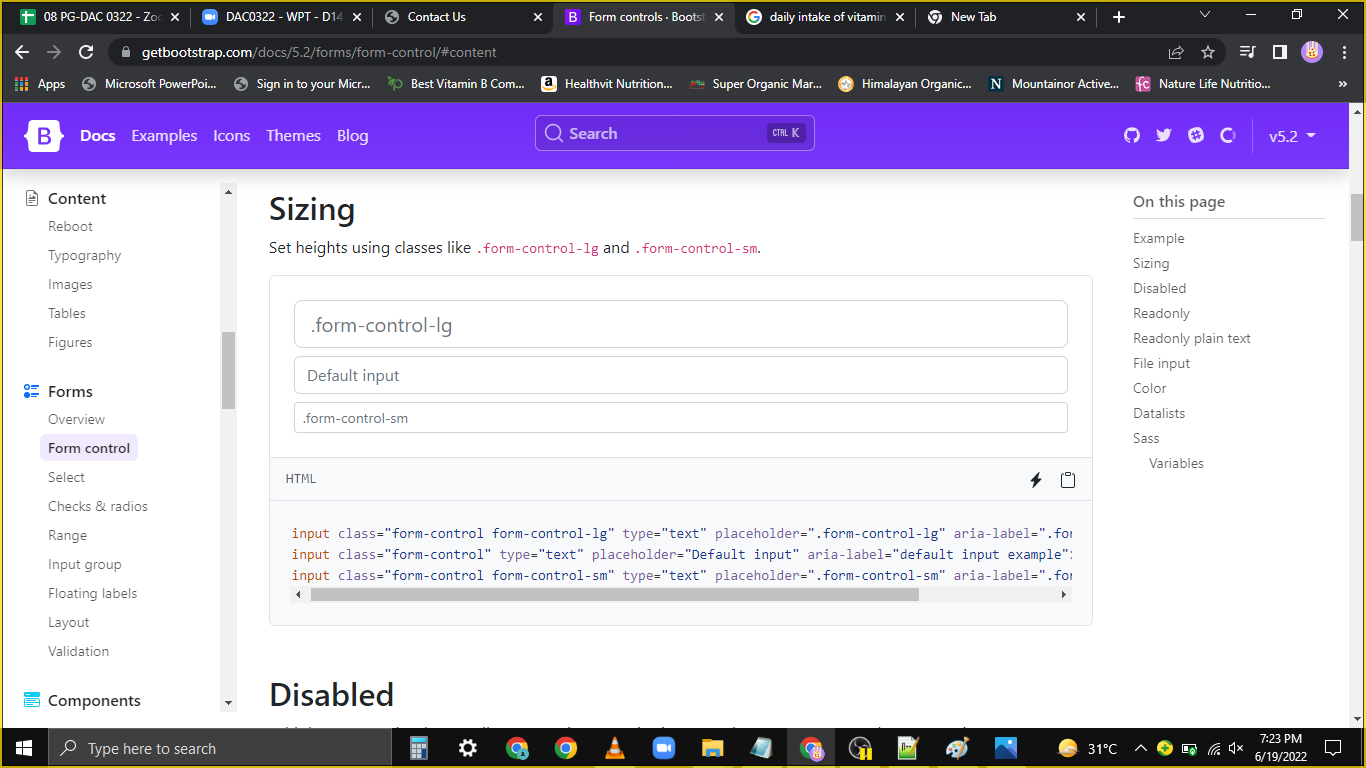 08 PG-DAC 0322 - Zoo
DAC0322 - WPT - D14
Contact Us
Form controls · Bootst
daily intake of vitamin
New Tab
getbootstrap.com/docs/5.2/forms/form-control/#content
Apps
Microsoft PowerPoi...
Sign in to your Micr...
Best Vitamin B Com...
Healthvit Nutrition...
Super Organic Mar...
Himalayan Organic...
N
Mountainor Active...
fc
Nature Life Nutritio...
»
B
Docs
Examples
Icons
Themes
Blog
Search
CTRL K
v5.2
Content
Reboot
Typography
Images
Tables
Figures
Forms
Overview
Form control
Select
Checks & radios
Range
Input group
Floating labels
Layout
Validation
Components
Sizing
Set heights using classes like .form-control-lg and .form-control-sm.
.form-control-lg
Default input
.form-control-sm
HTML
input class="form-control form-control-lg" type="text" placeholder=".form-control-lg" aria-label=".for
input class="form-control" type="text" placeholder="Default input" aria-label="default input example">
input class="form-control form-control-sm" type="text" placeholder=".form-control-sm" aria-label=".for
Disabled
On this page
Example
Sizing
Disabled
Readonly
Readonly plain text
File input
Color
Datalists
Sass
Variables
Type here to search
31°C
7:23 PM
6/19/2022